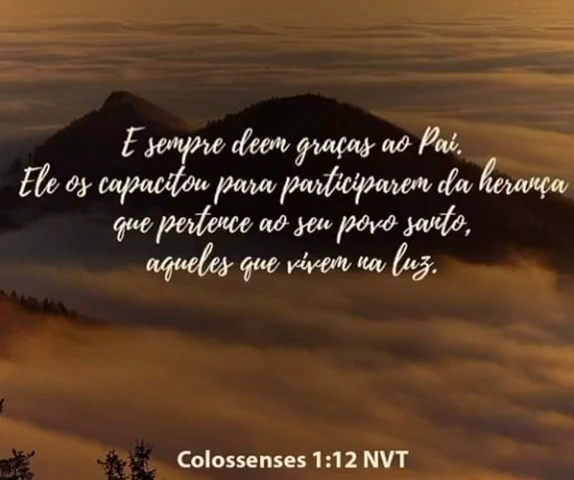 E sempre deem graças ao Pai.
Ele os capacitou para participarem da herança
que pertence ao seu povo santo,
aqueles que vivem na luz.
Colossenses 1:12 NVT